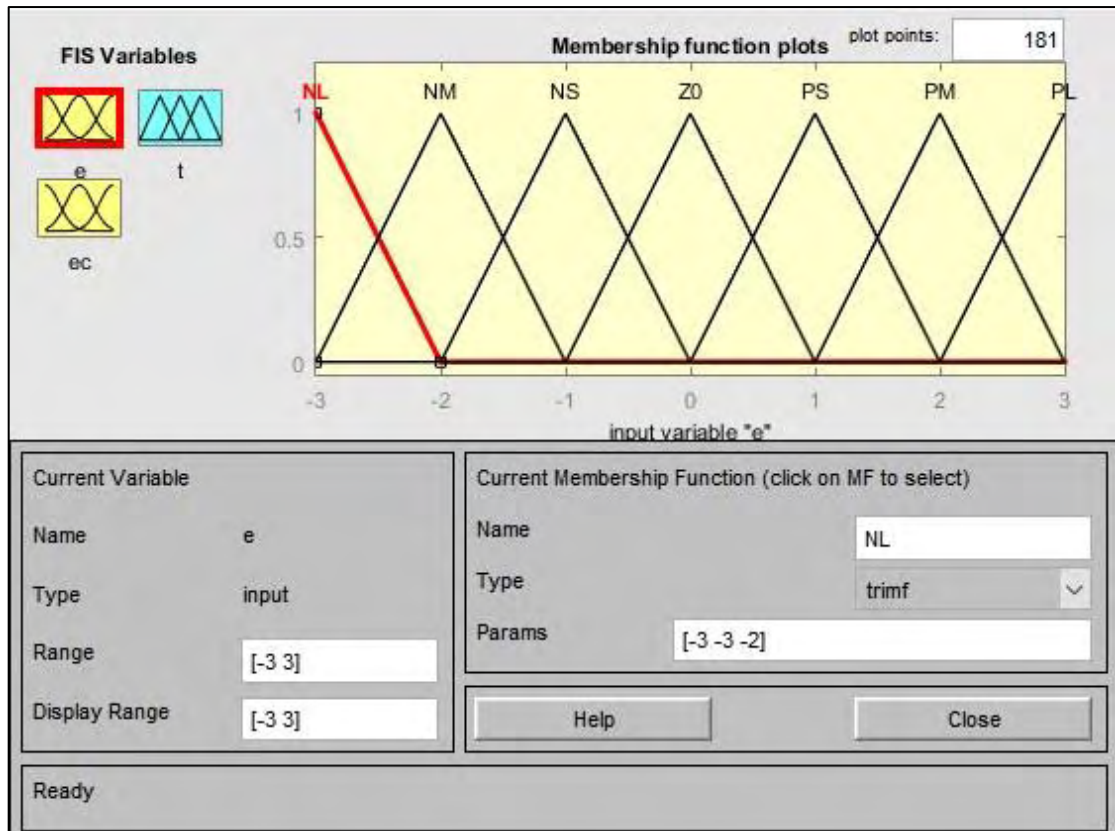 FIS Variables
Membership function plots
plot points:
181
e
t
ec
NL NM NS Z0 PS PM PL
1
0.5
0
-3 -2 -1 0 1 2 3
input variable "e"
Current Variable
Name e
Type input
Range [-3 3]
Display Range [-3 3]
Current Membership Function (click on MF to select)
Name NL
Type trimf
Params [-3 -3 -2]
Help Close
Ready